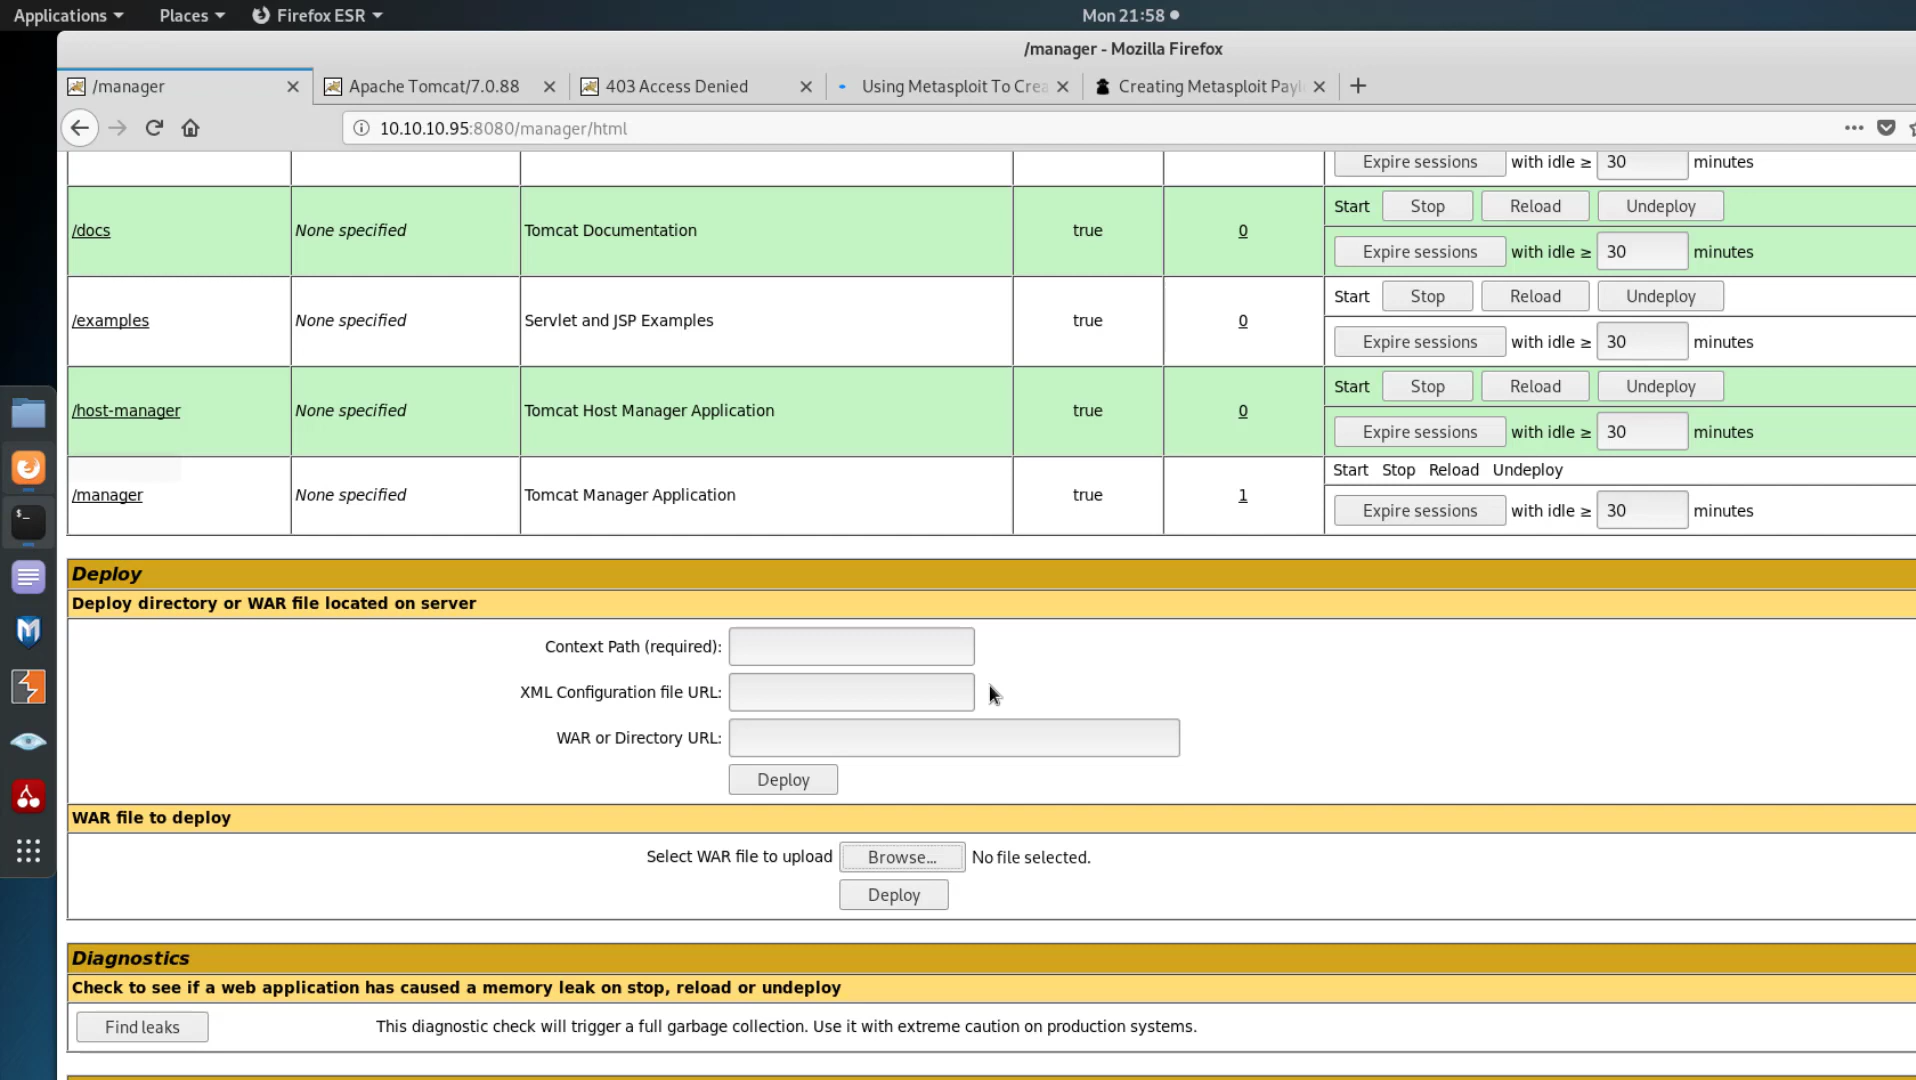 Applications Places Firefox ESR Mon 21:58
/manager - Mozilla Firefox
/manager Apache Tomcat/7.0.88 403 Access Denied Using Metasploit To Crea Creating Metasploit Payl
10.10.10.95:8080/manager/html
Expire sessions with idle ≥ 30 minutes
/docs None specified Tomcat Documentation true 0 Start Stop Reload Undeploy
Expire sessions with idle ≥ 30 minutes
/examples None specified Servlet and JSP Examples true 0 Start Stop Reload Undeploy
Expire sessions with idle ≥ 30 minutes
/host-manager None specified Tomcat Host Manager Application true 0 Start Stop Reload Undeploy
Expire sessions with idle ≥ 30 minutes
/manager None specified Tomcat Manager Application true 1 Start Stop Reload Undeploy
Expire sessions with idle ≥ 30 minutes
Deploy
Deploy directory or WAR file located on server
Context Path (required):
XML Configuration file URL:
WAR or Directory URL:
Deploy
WAR file to deploy
Select WAR file to upload Browse... No file selected.
Deploy
Diagnostics
Check to see if a web application has caused a memory leak on stop, reload or undeploy
Find leaks This diagnostic check will trigger a full garbage collection. Use it with extreme caution on production systems.